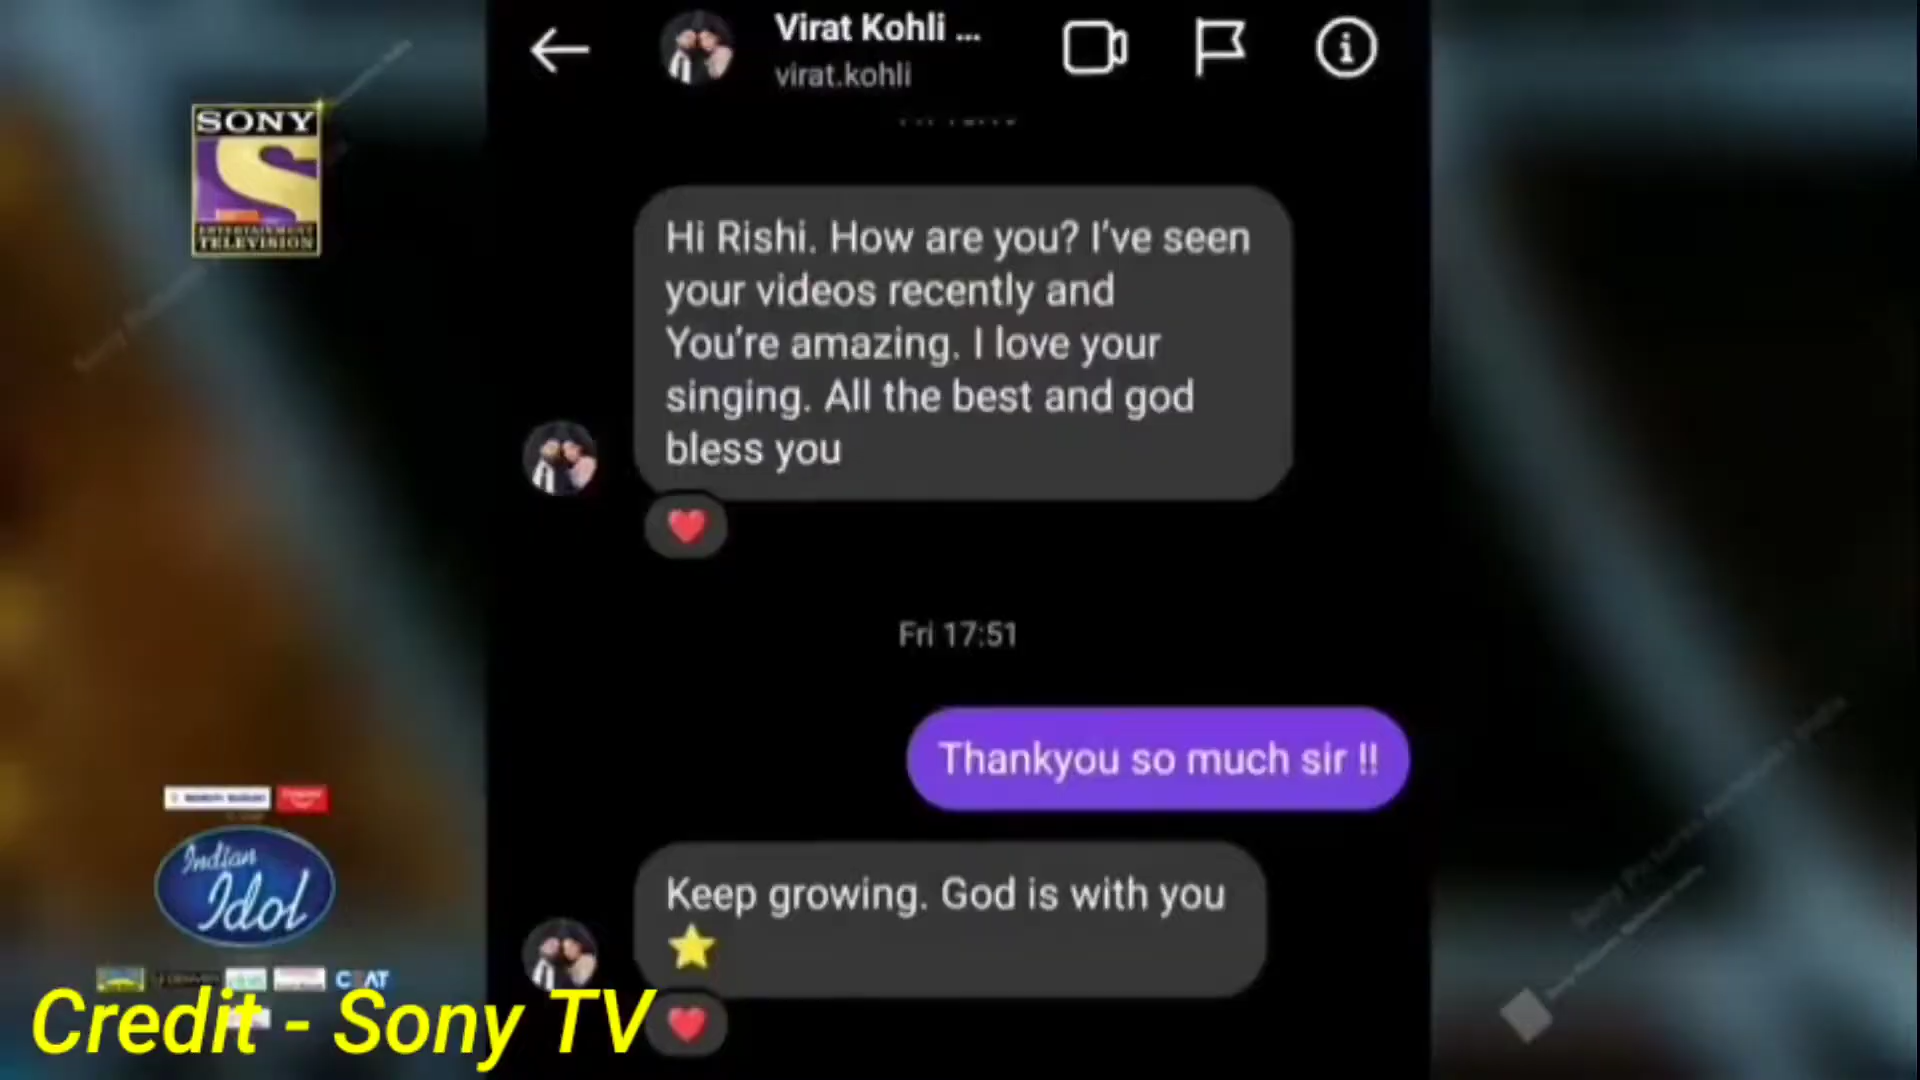 Virat Kohli ...
virat.kohli
SONY
ENTERTAINMENT
TELEVISION
Hi Rishi. How are you? I've seen
your videos recently and
You're amazing. I love your
singing. All the best and god
bless you
Fri 17:51
Thankyou so much sir !!
Keep growing. God is with you
Indian
Idol
CEAT
Credit - Sony TV